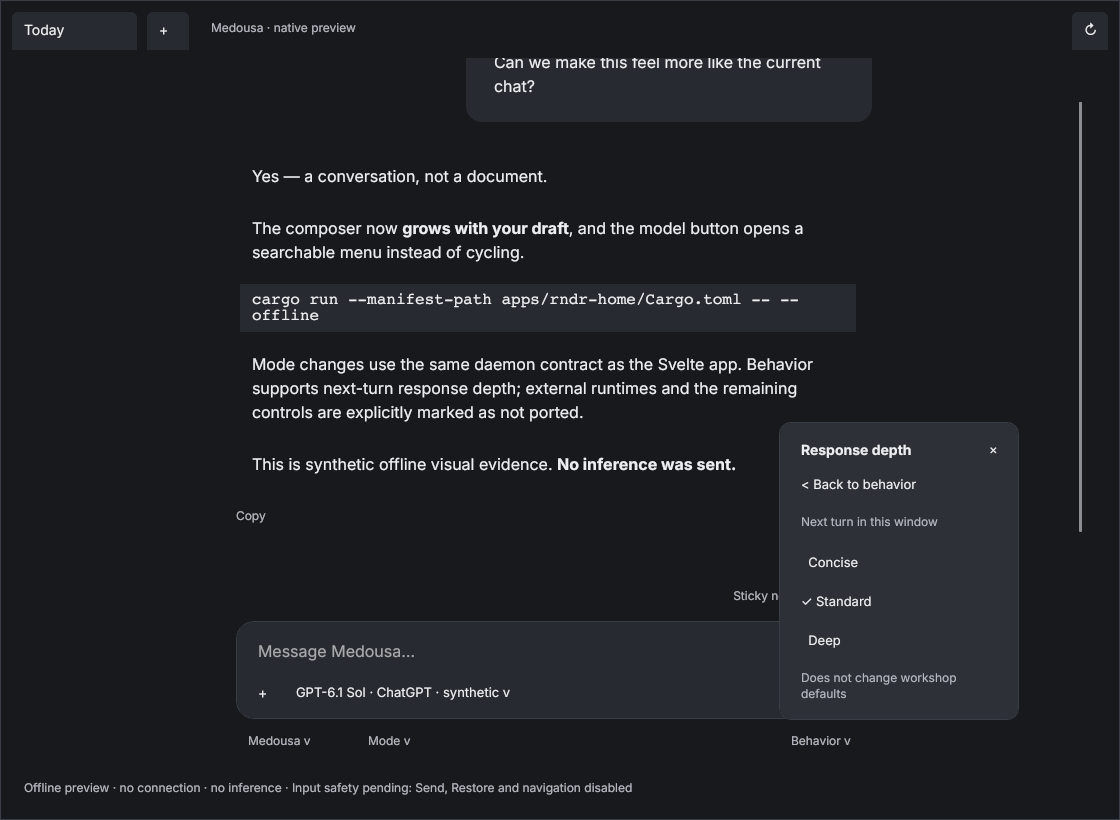 Today
+
Medousa · native preview
Can we make this feel more like the current
chat?
Yes — a conversation, not a document.
The composer now grows with your draft, and the model button opens a
searchable menu instead of cycling.
cargo run --manifest-path apps/rndr-home/Cargo.toml -- --
offline
Mode changes use the same daemon contract as the Svelte app. Behavior
supports next-turn response depth; external runtimes and the remaining
controls are explicitly marked as not ported.
This is synthetic offline visual evidence. No inference was sent.
Copy
Sticky
Message Medousa...
+
GPT-6.1 Sol · ChatGPT · synthetic v
Medousa v
Mode v
Behavior v
Response depth
×
< Back to behavior
Next turn in this window
Concise
✓ Standard
Deep
Does not change workshop
defaults
Offline preview · no connection · no inference · Input safety pending: Send, Restore and navigation disabled